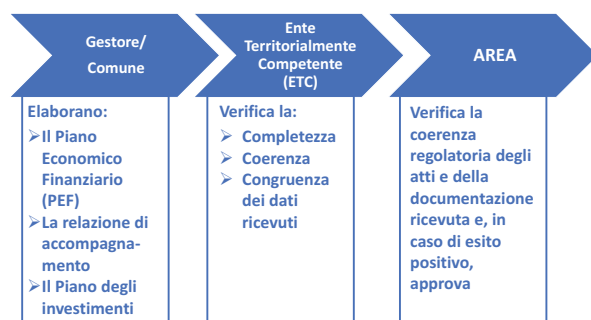 Gestore/
Comune
Ente
Territorialmente
Competente
(ETC)
AREA
Elaborano:
➢Il Piano
Economico
Finanziario
(PEF)
➢La relazione di
accompagna-
mento
➢Il Piano degli
investimenti
Verifica la:
➢ Completezza
➢ Coerenza
➢ Congruenza
dei dati
ricevuti
Verifica la
coerenza
regolatoria degli
atti e della
documentazione
ricevuta e, in
caso di esito
positivo,
approva